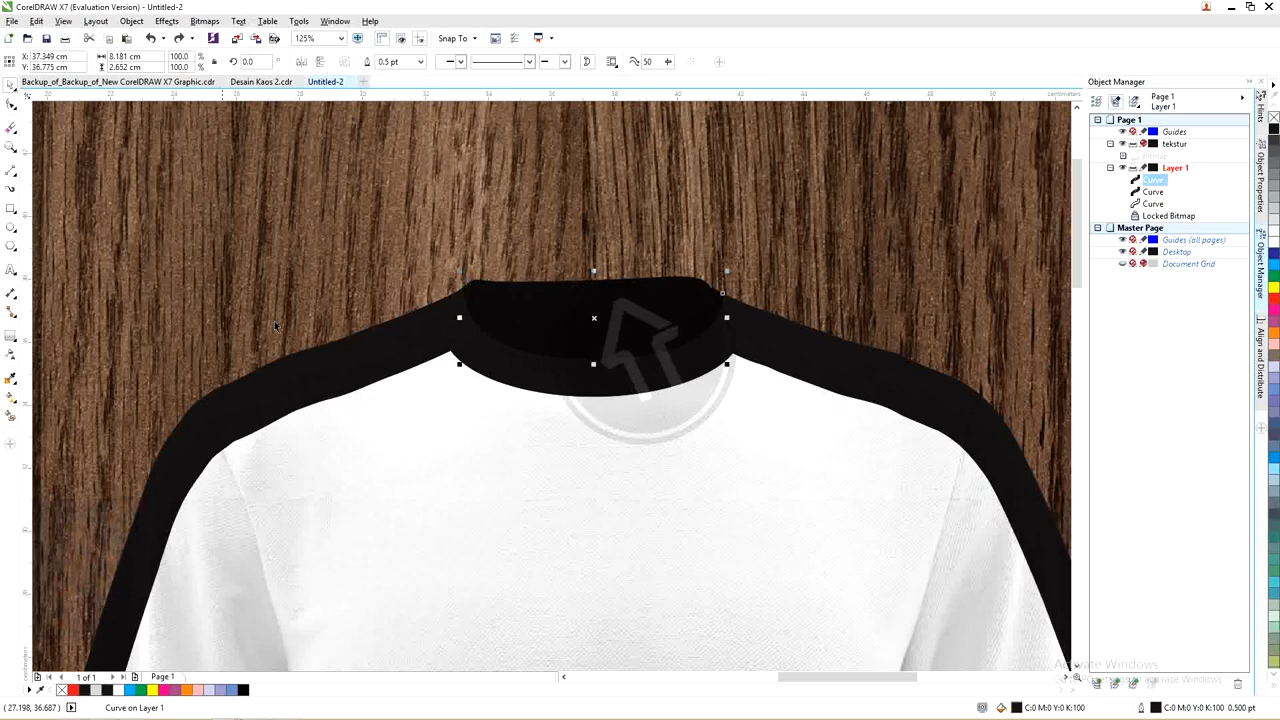 CorelDRAW X7 (Evaluation Version) - Untitled-2
File Edit View Layout Object Effects Bitmaps Text Table Tools Window Help
125% Snap To
X: 37.349 cm 8.181 cm 100.0 % 0.0 0.5 pt 50
Y: 36.775 cm 2.652 cm 100.0 %
Backup_of_Backup_of_New CorelDRAW X7 Graphic.cdr Desain Kaos 2.cdr Untitled-2
centimeters
Object Manager
Page 1
Layer 1
Page 1
Guides
tekstur
Bitmap
Layer 1
Curve
Curve
Curve
Locked Bitmap
Master Page
Guides (all pages)
Desktop
Document Grid
Hints
Object Properties
Object Manager
Align and Distribute
Activate Windows
1 of 1 Page 1
( 27.198, 36.687 ) Curve on Layer 1 C:0 M:0 Y:0 K:100 C:0 M:0 Y:0 K:100 0.500 pt